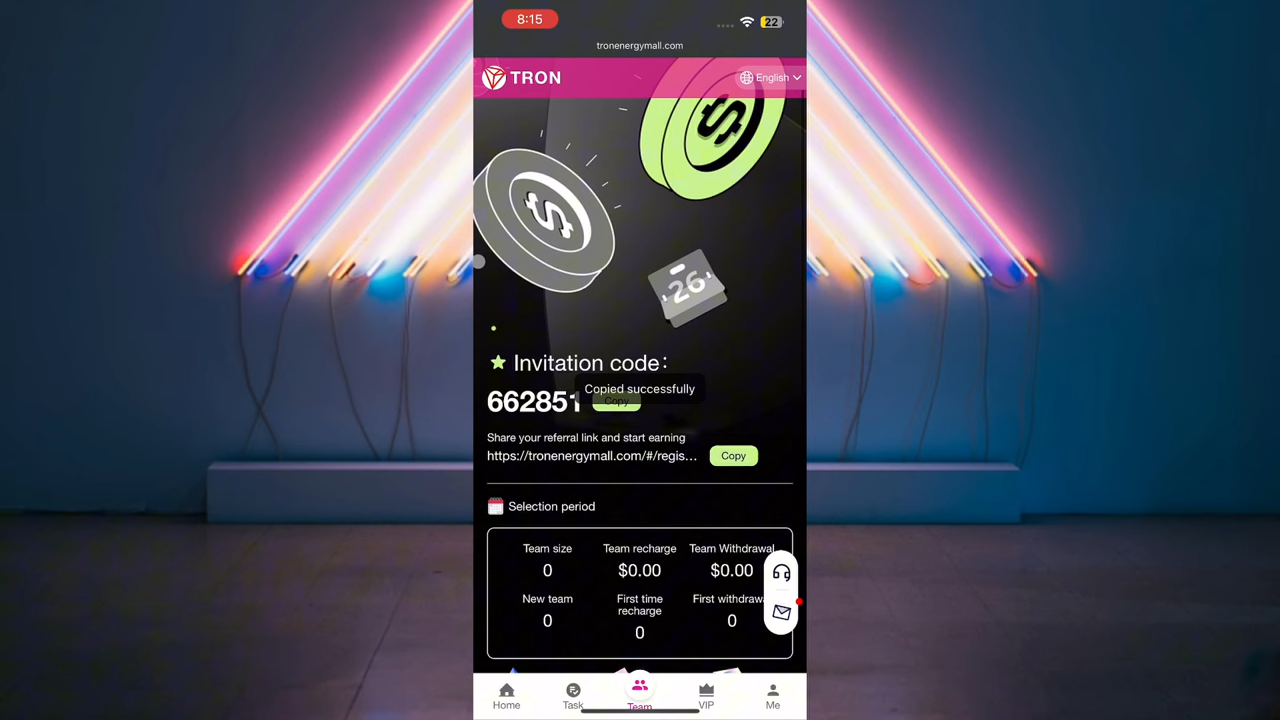 8:15
22
tronenergymall.com
TRON
English
26
Invitation code:
662851
Copied successfully
Copy
Share your referral link and start earning
https://tronenergymall.com/#/regis...
Copy
Selection period
Team size
Team recharge
Team Withdrawal
0
$0.00
$0.00
New team
First time
recharge
First withdrawa
0
0
0
Home
Task
Team
VIP
Me